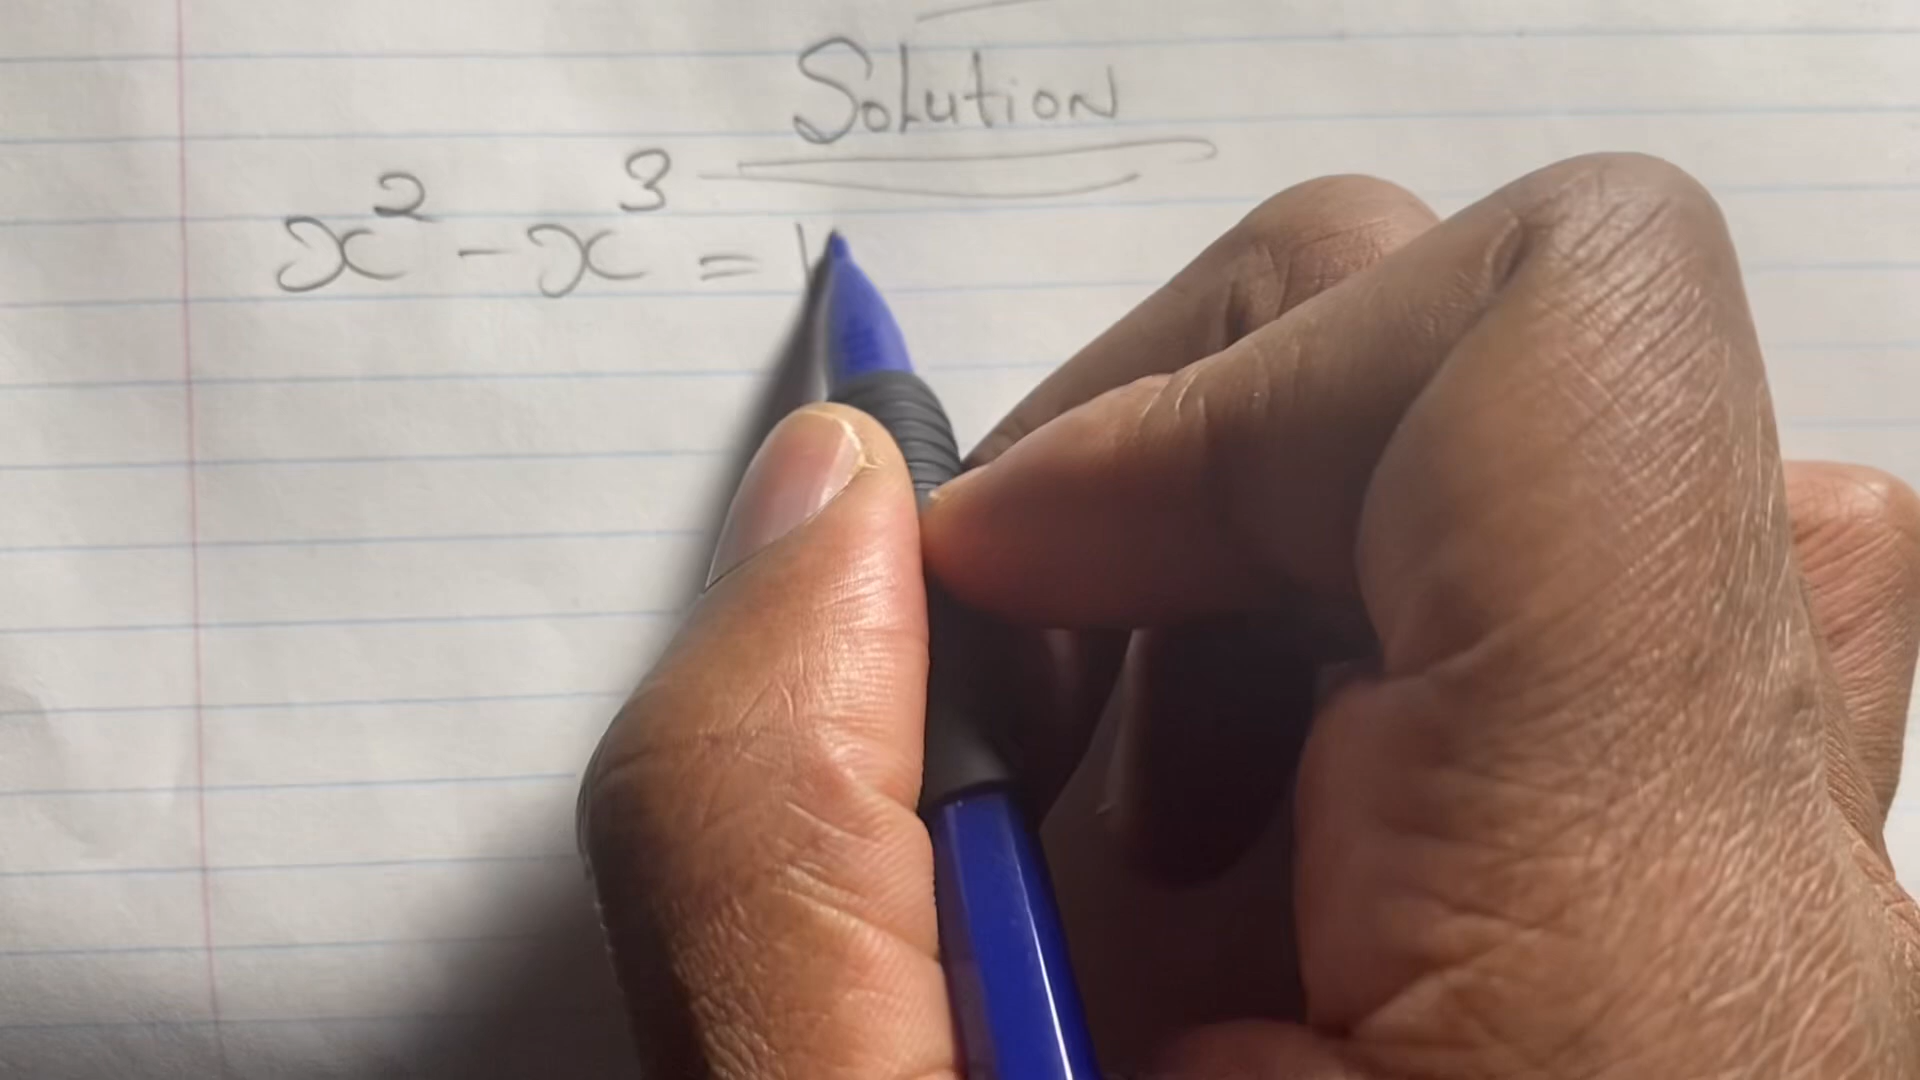 Solution
x² - x³ = 1